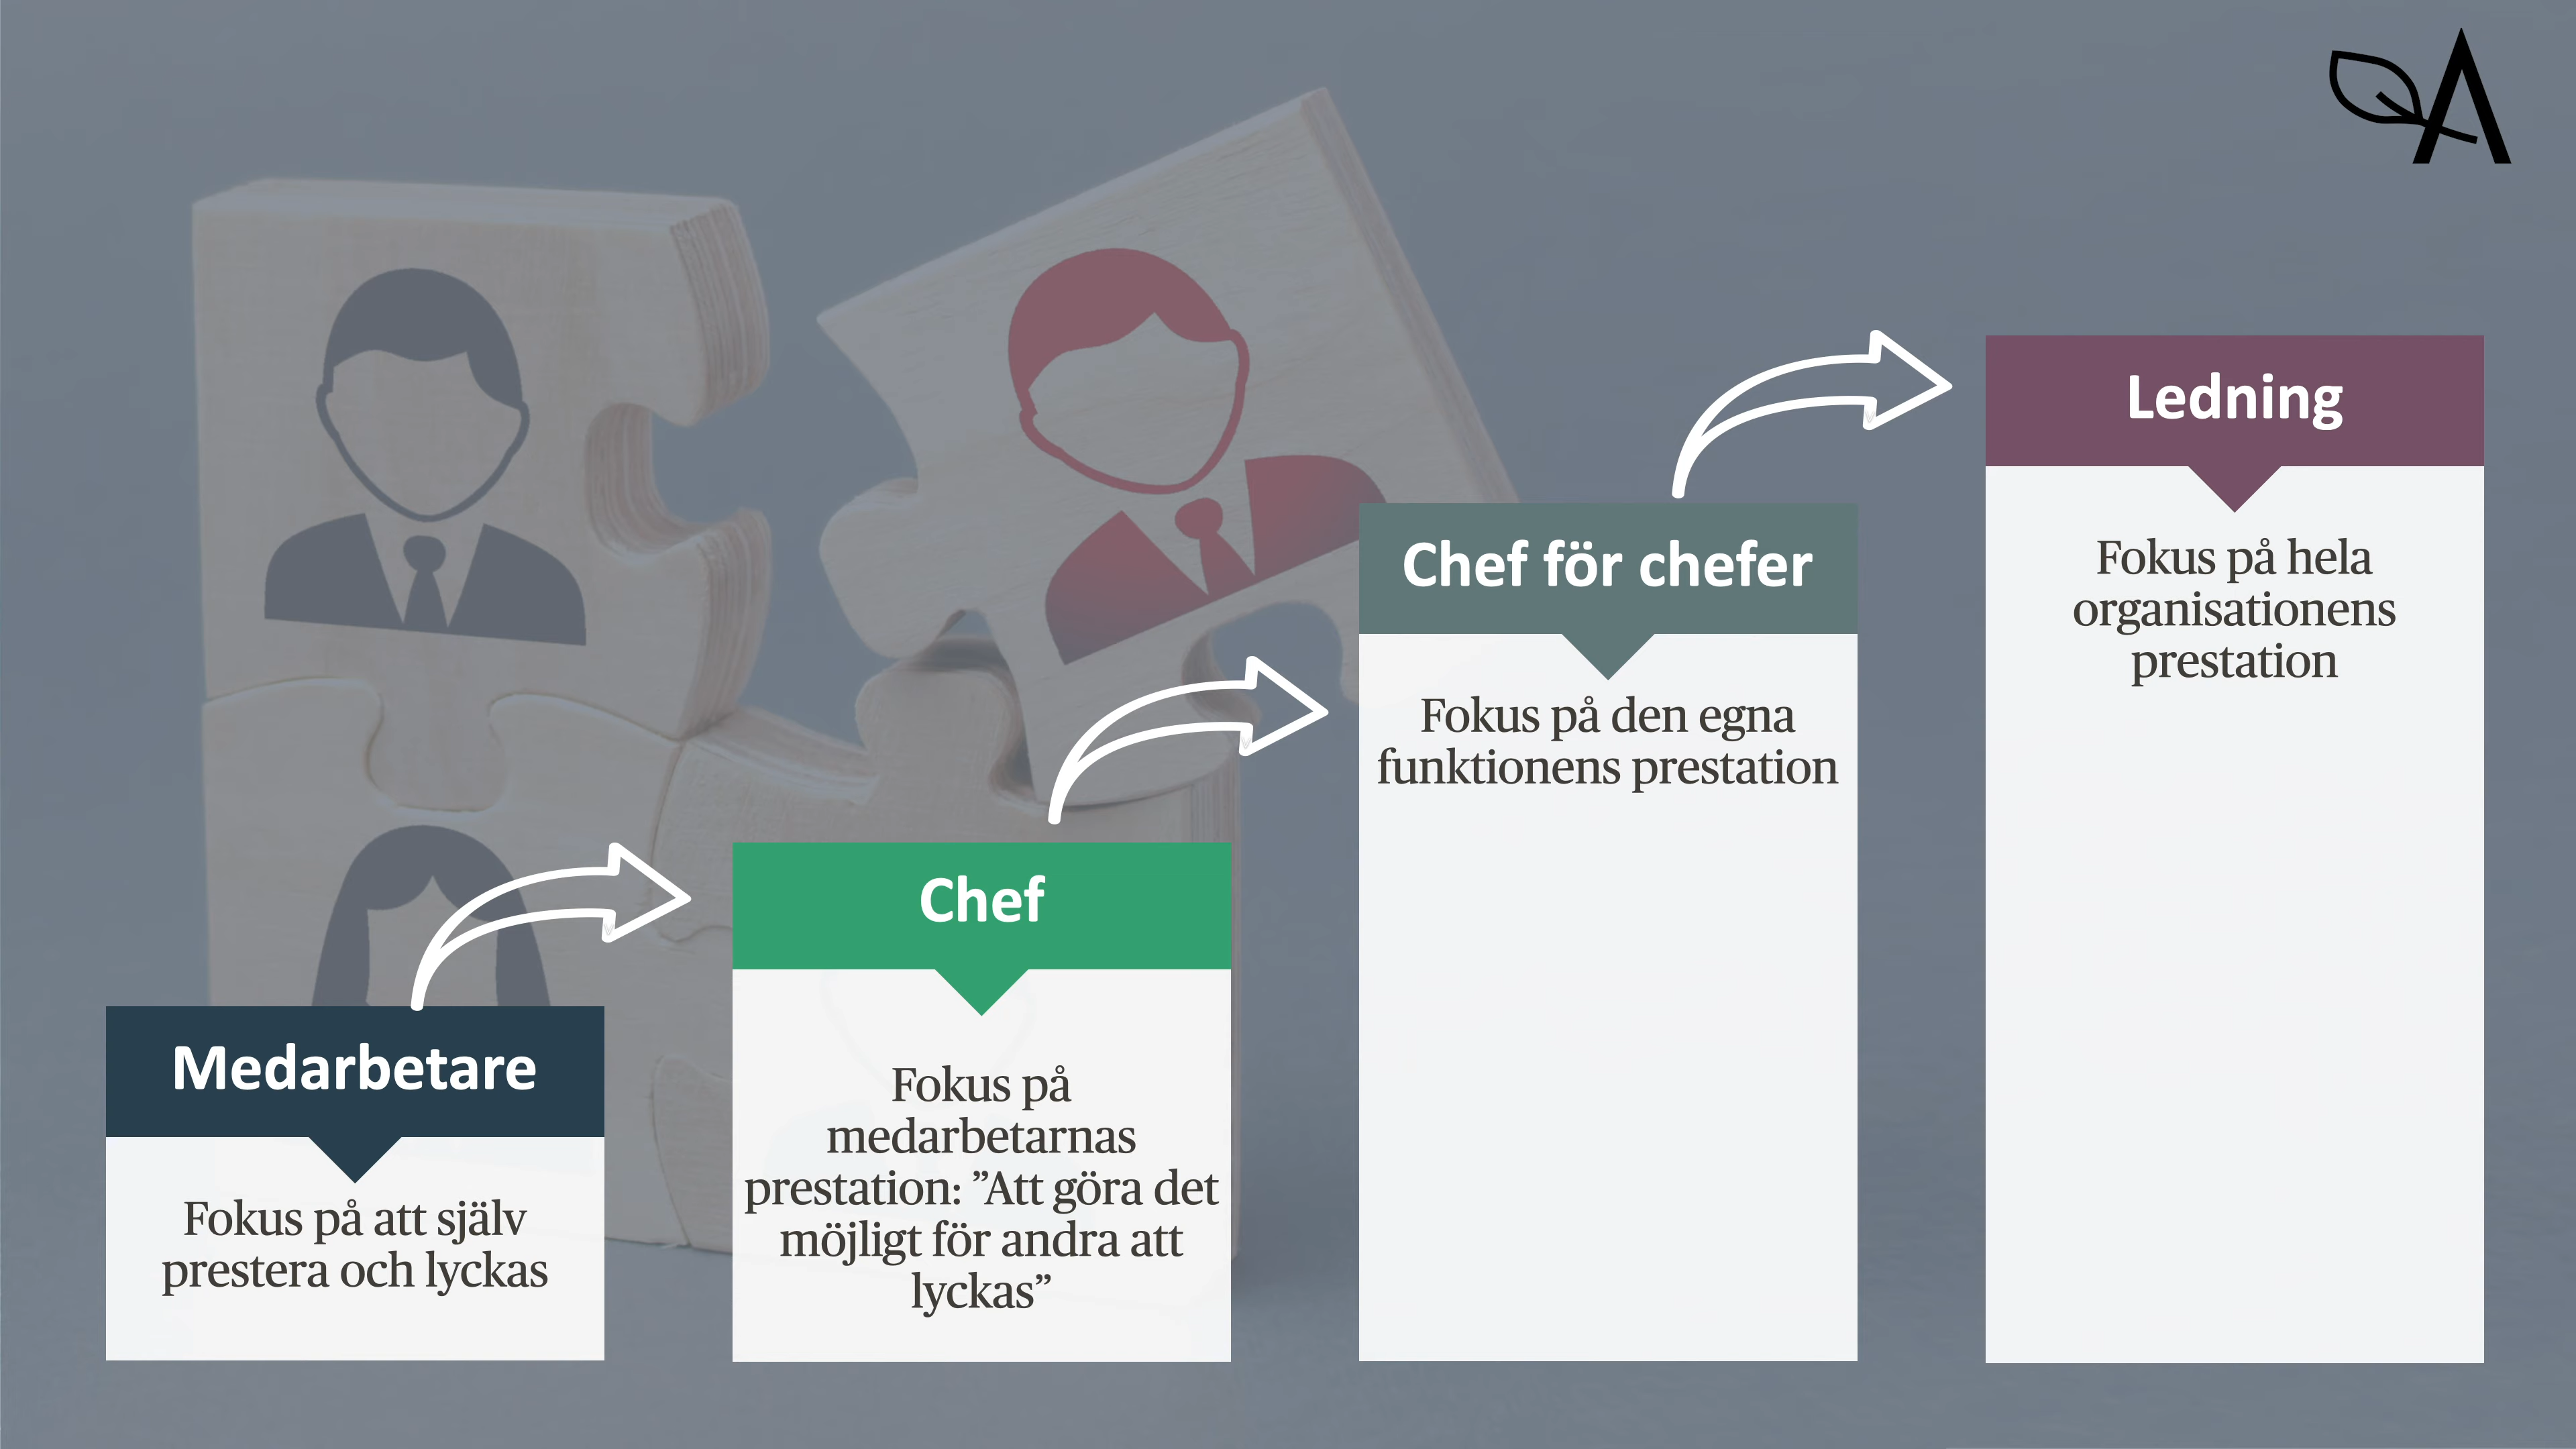 Medarbetare
Fokus på att själv
prestera och lyckas
Chef
Fokus på
medarbetarnas
prestation: ”Att göra det
möjligt för andra att
lyckas”
Chef för chefer
Fokus på den egna
funktionens prestation
Ledning
Fokus på hela
organisationens
prestation